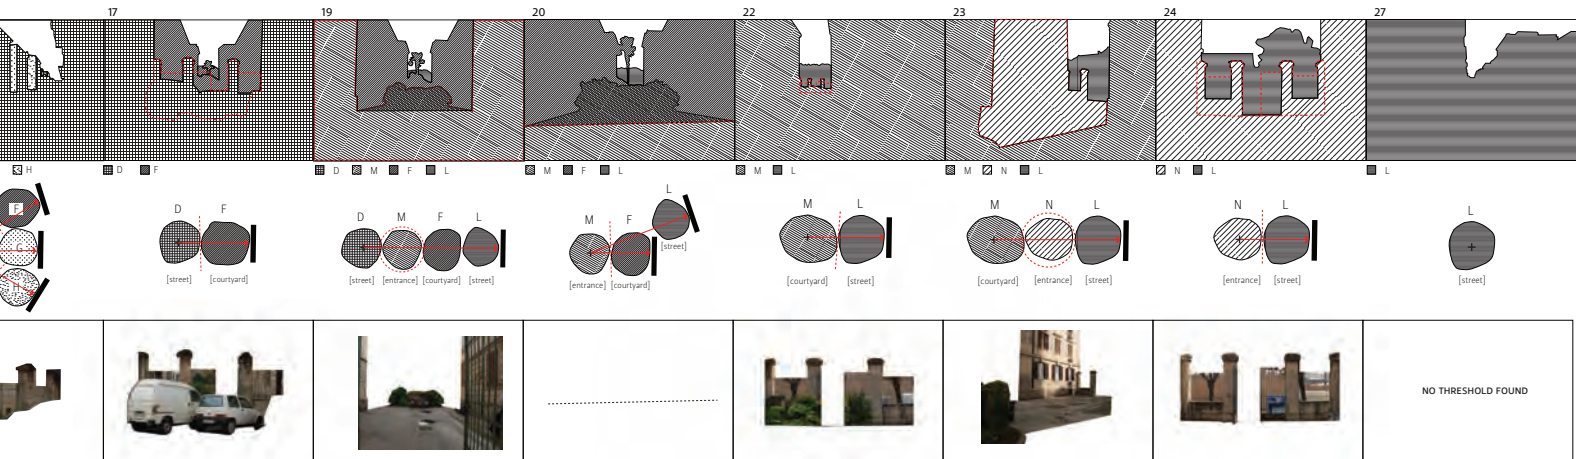 17 19 20 22 23 24 27
H D F D M F L M F L M L M N L N L L
F
G
H
D F
[street] [courtyard]
D M F L
[street] [entrance] [courtyard] [street]
M F L
[street]
[entrance] [courtyard]
M L
[courtyard] [street]
M N L
[courtyard] [entrance] [street]
N L
[entrance] [street]
L
[street]
NO THRESHOLD FOUND